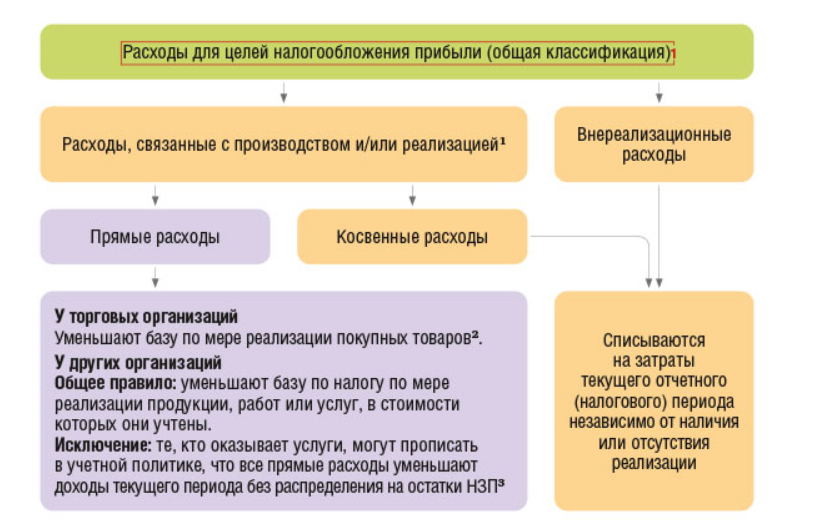 Расходы для целей налогообложения прибыли (общая классификация)1
Расходы, связанные с производством и/или реализацией¹
Внереализационные
расходы
Прямые расходы
Косвенные расходы
У торговых организаций
Уменьшают базу по мере реализации покупных товаров².
У других организаций
Общее правило: уменьшают базу по налогу по мере
реализации продукции, работ или услуг, в стоимости
которых они учтены.
Исключение: те, кто оказывает услуги, могут прописать
в учетной политике, что все прямые расходы уменьшают
доходы текущего периода без распределения на остатки НЗП³
Списываются
на затраты
текущего отчетного
(налогового) периода
независимо от наличия
или отсутствия
реализации